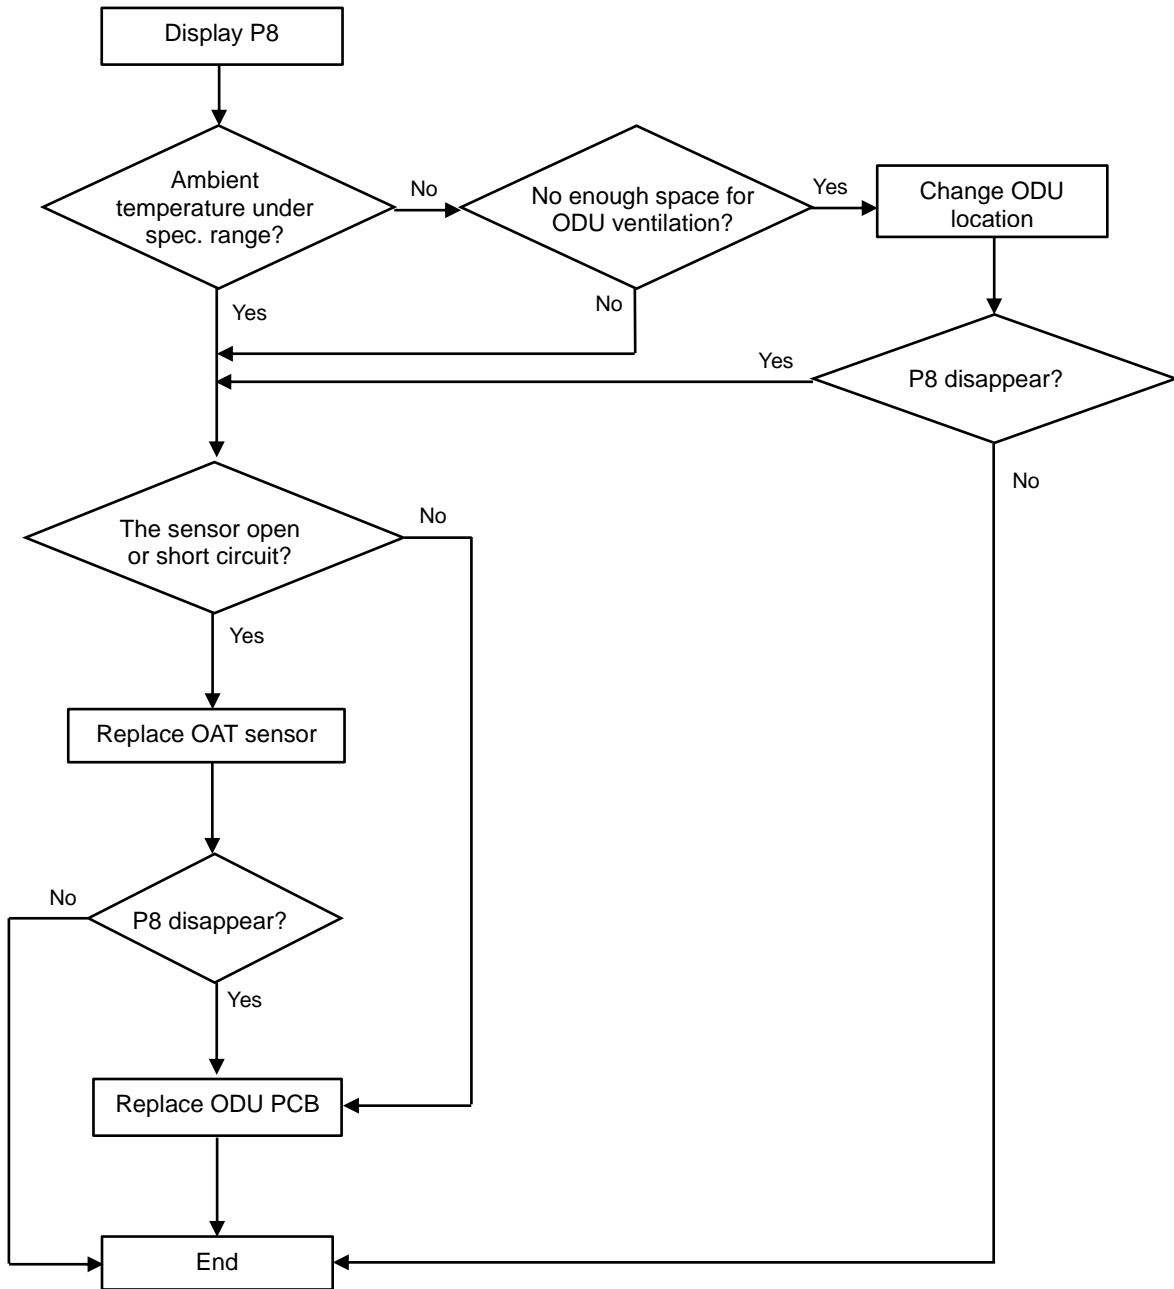 Display P8
Ambient
temperature under
spec. range?
No
No enough space for
ODU ventilation?
Yes
Change ODU
location
Yes
No
Yes
P8 disappear?
No
The sensor open
or short circuit?
No
Yes
Replace OAT sensor
No
P8 disappear?
Yes
Replace ODU PCB
End